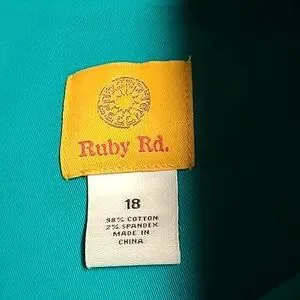 Ruby Rd.
18
98% COTTON
2% SPANDEX
MADE IN
CHINA